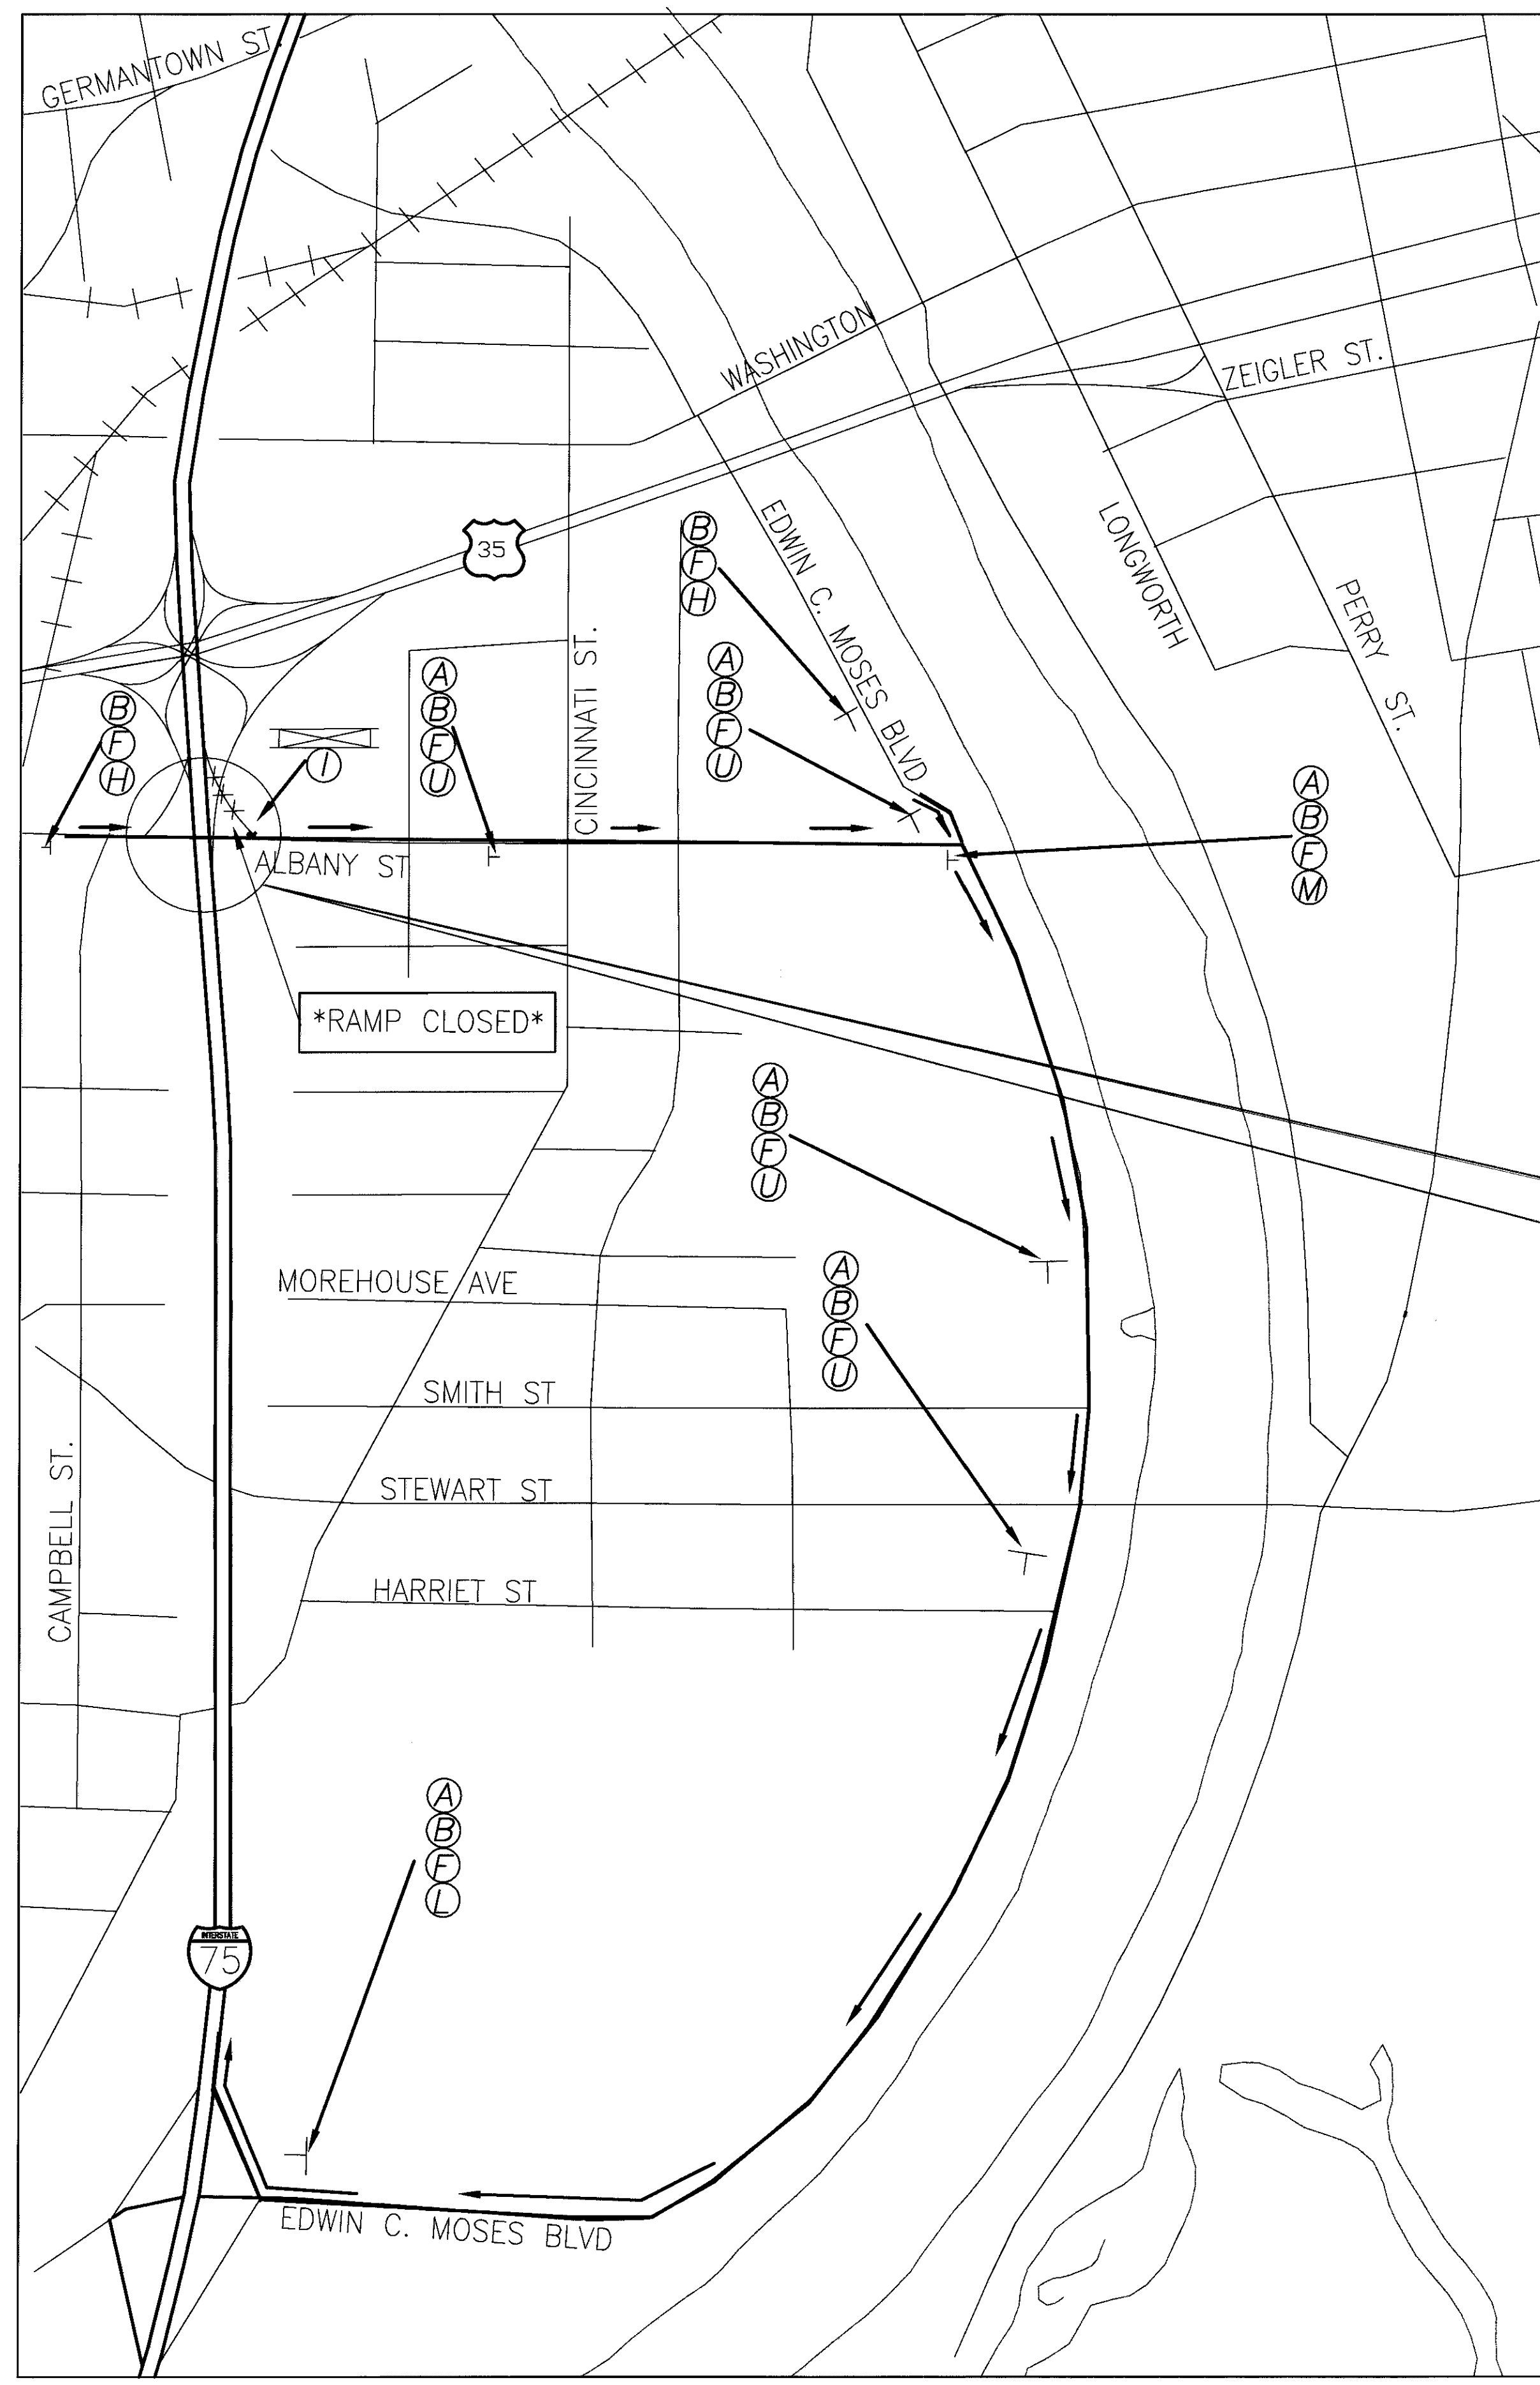 GERMANTOWN ST.
WASHINGTON
ZEIGLER ST.
35
EDWIN C. MOSES BLVD
LONGWORTH
PERRY ST.
CINCINNATI ST.
B
F
H
A
B
F
U
B
F
H
A
B
F
U
I
A
B
F
M
ALBANY ST
*RAMP CLOSED*
A
B
F
U
A
B
F
U
MOREHOUSE AVE
SMITH ST
STEWART ST
HARRIET ST
CAMPBELL ST.
A
B
F
L
INTERSTATE
75
EDWIN C. MOSES BLVD